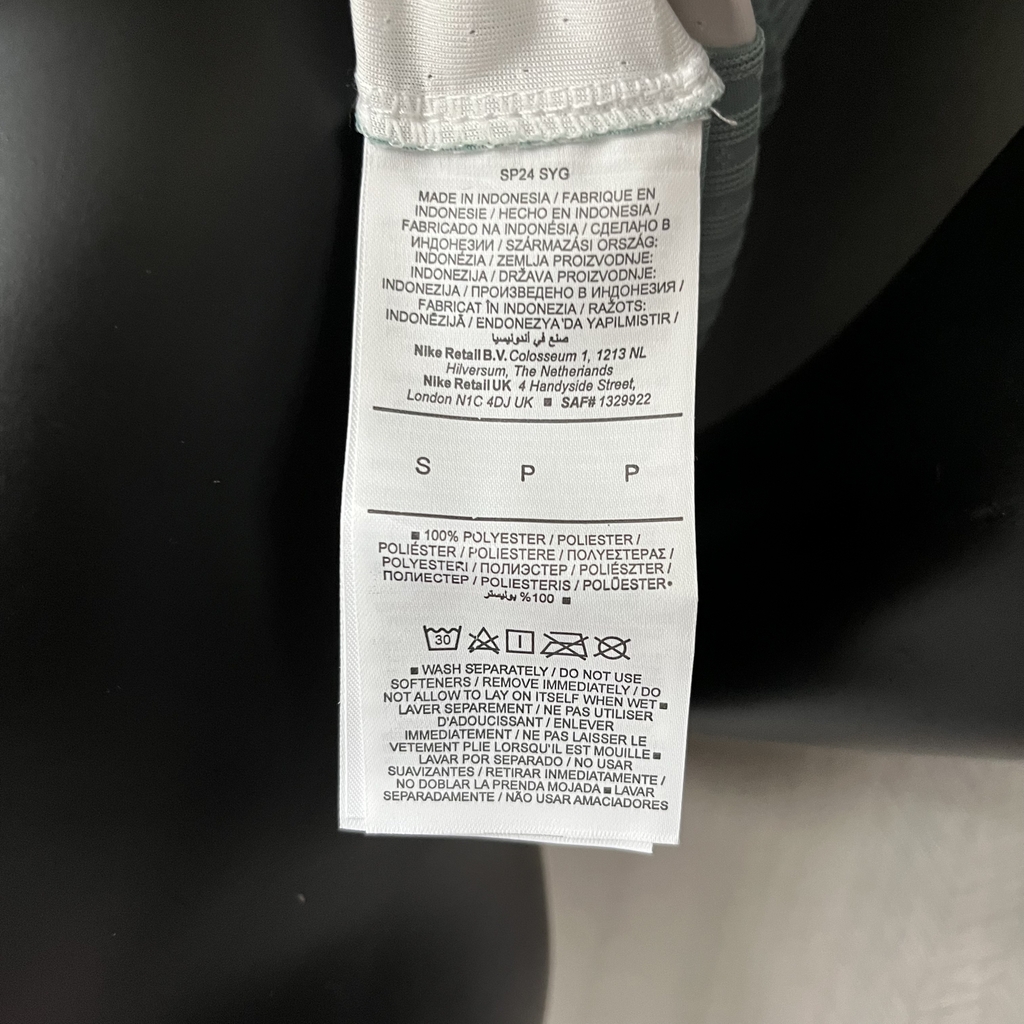 SP24 SYG
MADE IN INDONESIA / FABRIQUE EN
INDONESIE / HECHO EN INDONESIA /
FABRICADO NA INDONÉSIA / СДЕЛАНО В
ИНДОНЕЗИИ / SZÁRMAZÁSI ORSZÁG:
INDONÉZIA / ZEMLJA PROIZVODNJE:
INDONEZIJA / DRŽAVA PROIZVODNJE:
INDONEZIJA / ПРОИЗВЕДЕНО В ИНДОНЕЗИЯ /
FABRICAT ÎN INDONEZIA / RAŽOTS:
INDONĒZIJĀ / ENDONEZYA'DA YAPILMISTIR /
صنع في أندونيسيا
Nike Retail B.V. Colosseum 1, 1213 NL
Hilversum, The Netherlands
Nike Retail UK 4 Handyside Street,
London N1C 4DJ UK ■ SAF# 1329922
S P P
■ 100% POLYESTER / POLIESTER /
POLIÉSTER / POLIESTERE / ΠΟΛΥΕΣΤΕΡΑΣ /
POLYESTERI / ПОЛИЭСТЕР / POLIÉSZTER /
ПОЛИЕСТЕР / POLIESTERIS / POLÜESTER•
100% بوليستر ■
30
■ WASH SEPARATELY / DO NOT USE
SOFTENERS / REMOVE IMMEDIATELY / DO
NOT ALLOW TO LAY ON ITSELF WHEN WET ■
LAVER SEPAREMENT / NE PAS UTILISER
D'ADOUCISSANT / ENLEVER
IMMEDIATEMENT / NE PAS LAISSER LE
VETEMENT PLIE LORSQU'IL EST MOUILLE ■
LAVAR POR SEPARADO / NO USAR
SUAVIZANTES / RETIRAR INMEDIATAMENTE /
NO DOBLAR LA PRENDA MOJADA ■ LAVAR
SEPARADAMENTE / NÃO USAR AMACIADORES